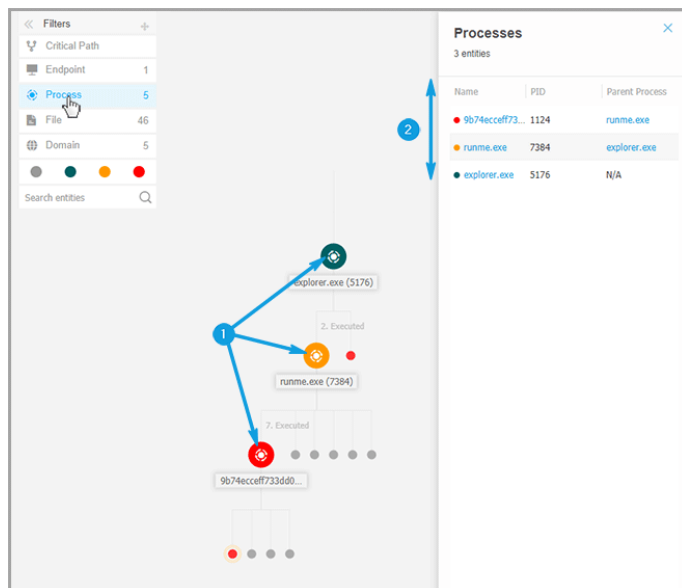 Filters
Critical Path
Endpoint 1
Process 5
File 46
Domain 5
Search entities
Processes
3 entities
Name PID Parent Process
9b74ecceff73... 1124 runme.exe
runme.exe 7384 explorer.exe
explorer.exe 5176 N/A
2
1
explorer.exe (5176)
2. Executed
runme.exe (7384)
7. Executed
9b74ecceff733dd0...